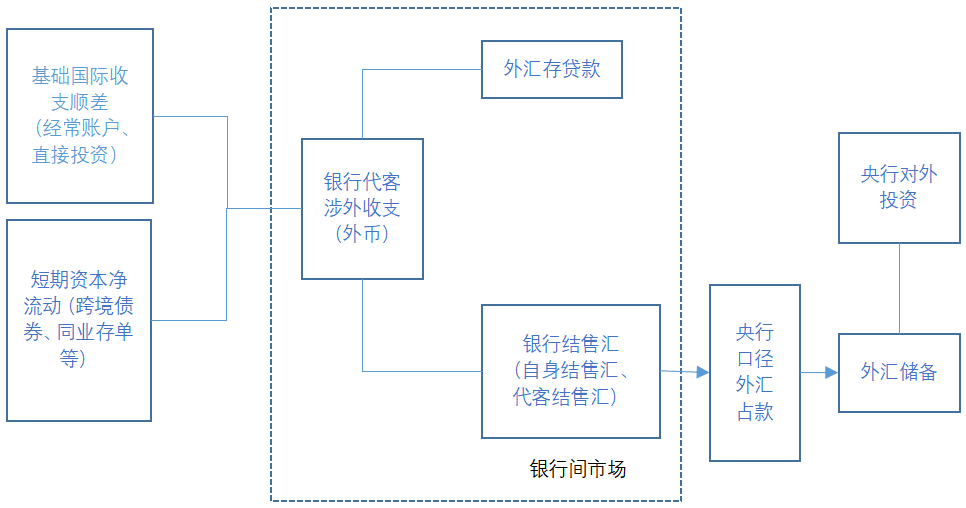 基础国际收
支顺差
（经常账户、
直接投资）
短期资本净
流动（跨境债
券、同业存单
等）
银行代客
涉外收支
（外币）
外汇存贷款
银行结售汇
（自身结售汇、
代客结售汇）
银行间市场
央行
口径
外汇
占款
央行对外
投资
外汇储备